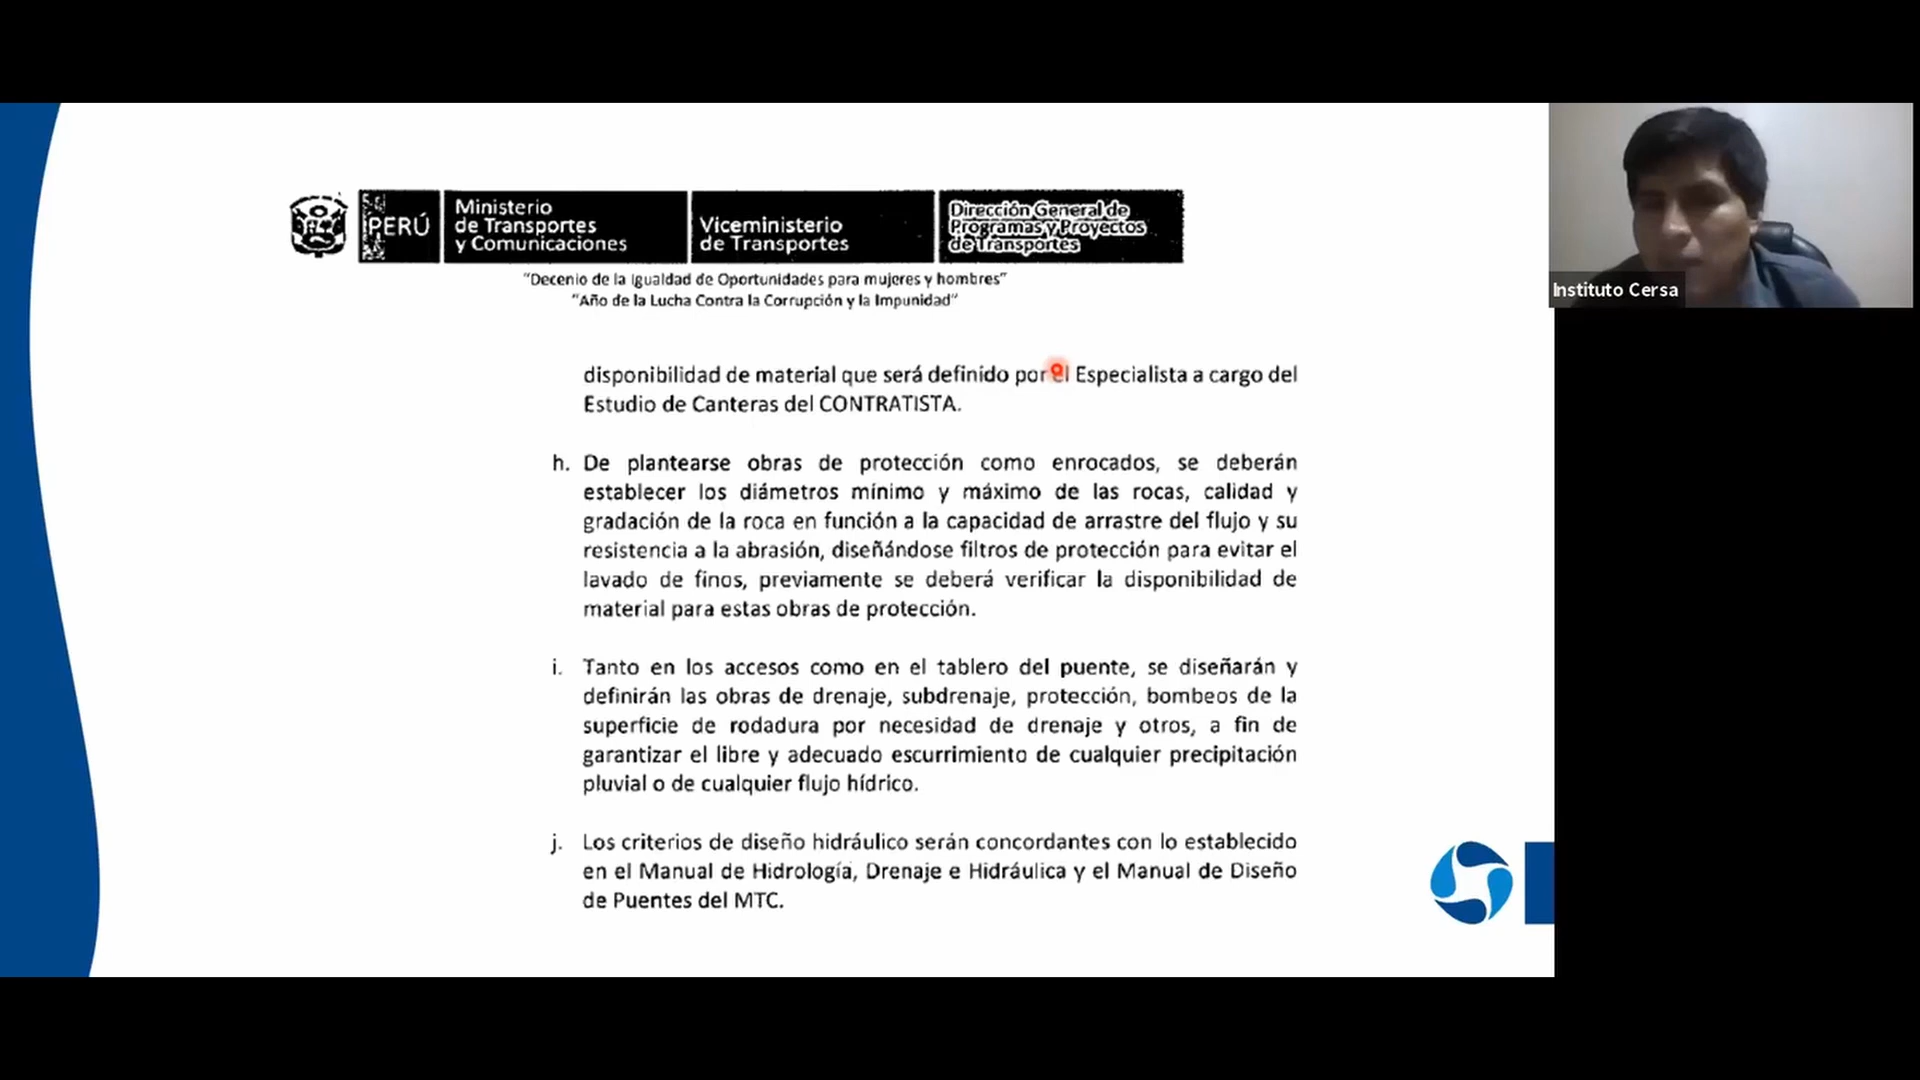 PERÚ
Ministerio
de Transportes
y Comunicaciones
Viceministerio
de Transportes
Dirección General de
Programas y Proyectos
de Transportes
"Decenio de la Igualdad de Oportunidades para mujeres y hombres"
"Año de la Lucha Contra la Corrupción y la Impunidad"
Instituto Cersa
disponibilidad de material que será definido por el Especialista a cargo del
Estudio de Canteras del CONTRATISTA.
h. De plantearse obras de protección como enrocados, se deberán
establecer los diámetros mínimo y máximo de las rocas, calidad y
gradación de la roca en función a la capacidad de arrastre del flujo y su
resistencia a la abrasión, diseñándose filtros de protección para evitar el
lavado de finos, previamente se deberá verificar la disponibilidad de
material para estas obras de protección.
i. Tanto en los accesos como en el tablero del puente, se diseñarán y
definirán las obras de drenaje, subdrenaje, protección, bombeos de la
superficie de rodadura por necesidad de drenaje y otros, a fin de
garantizar el libre y adecuado escurrimiento de cualquier precipitación
pluvial o de cualquier flujo hídrico.
j. Los criterios de diseño hidráulico serán concordantes con lo establecido
en el Manual de Hidrología, Drenaje e Hidráulica y el Manual de Diseño
de Puentes del MTC.